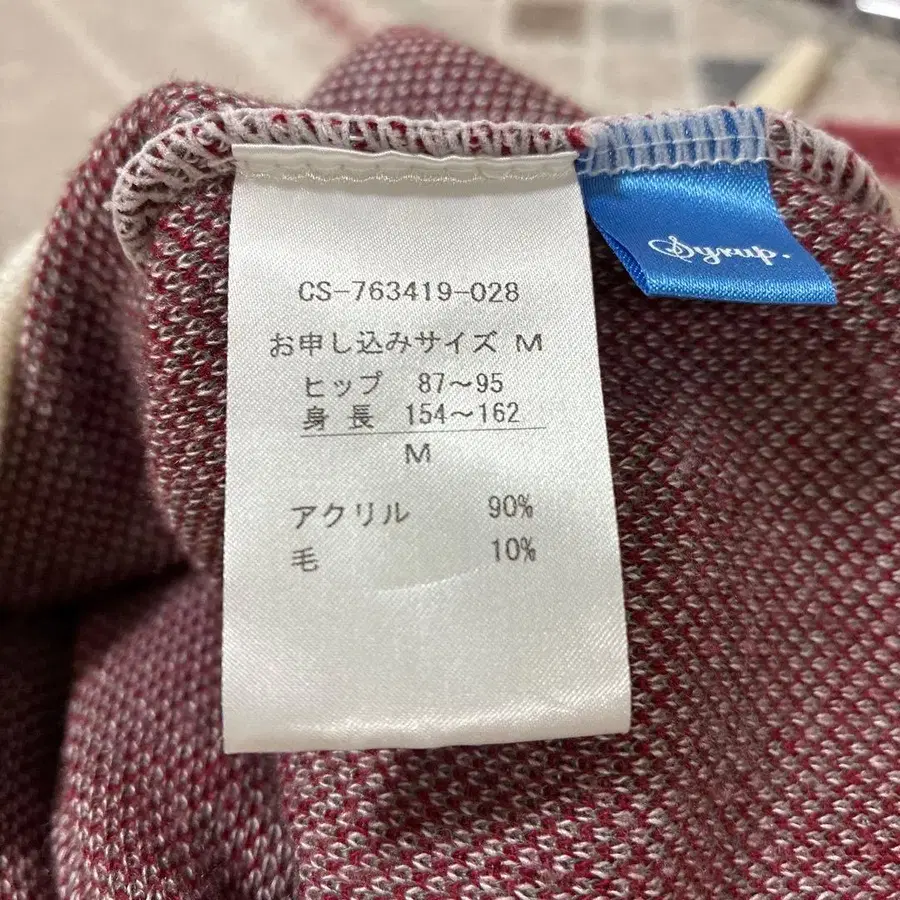 Syrup.
CS-763419-028
お申し込みサイズ M
ヒップ 87～95
身長 154～162
M
アクリル 90%
毛 10%